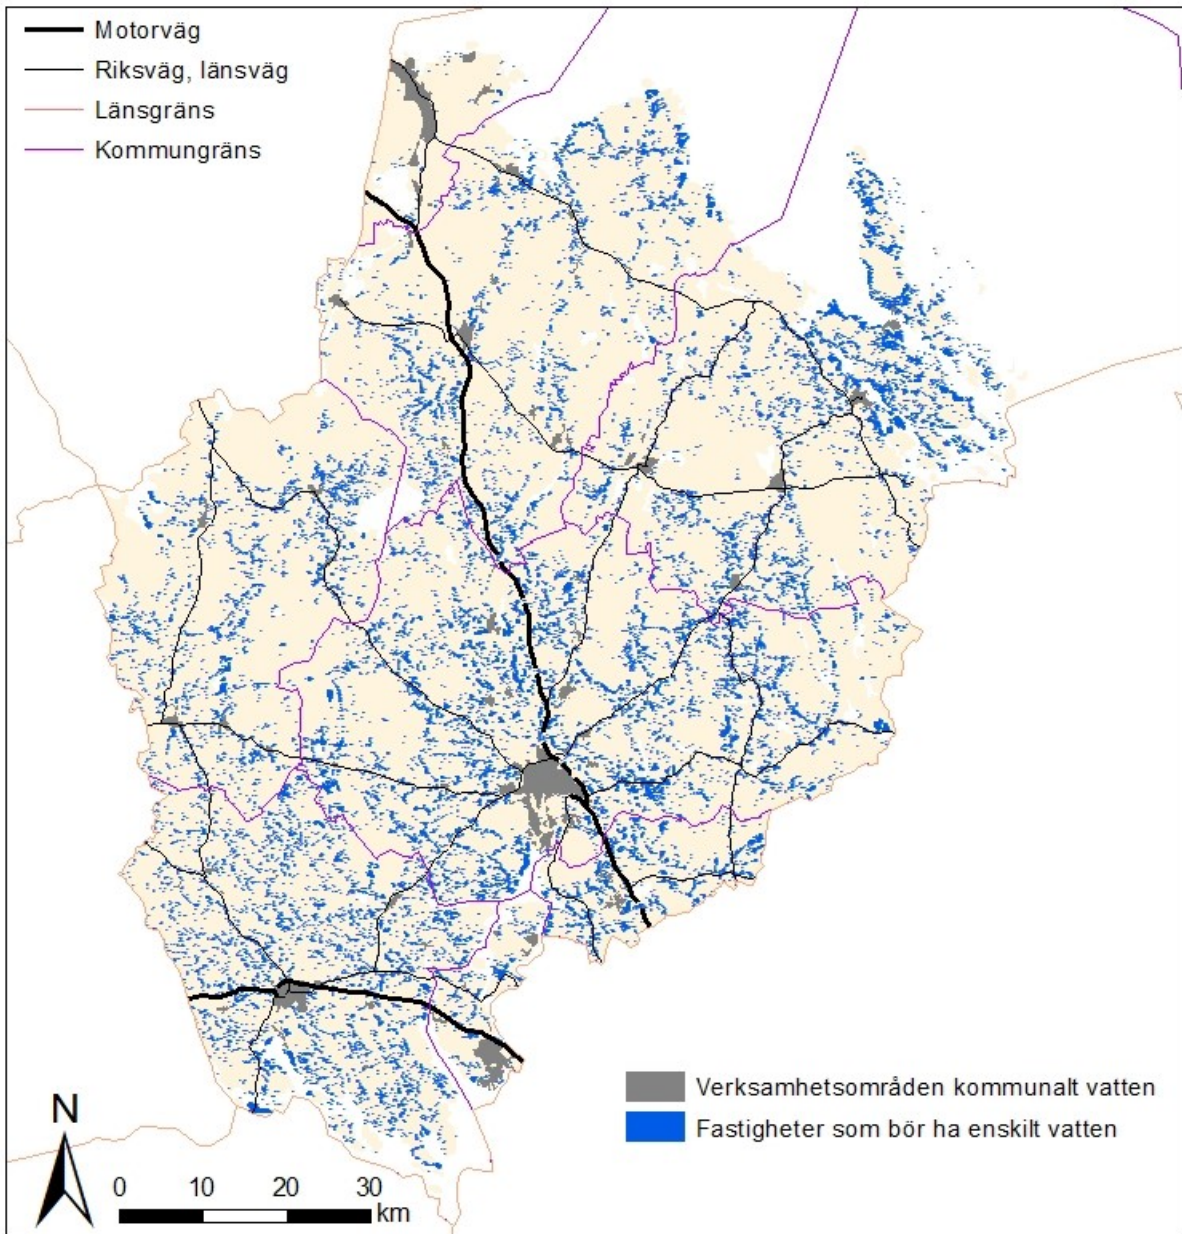 Motorväg
Riksväg, länsväg
Länsgräns
Kommungräns
Verksamhetsområden kommunalt vatten
Fastigheter som bör ha enskilt vatten
N
0 10 20 30
km